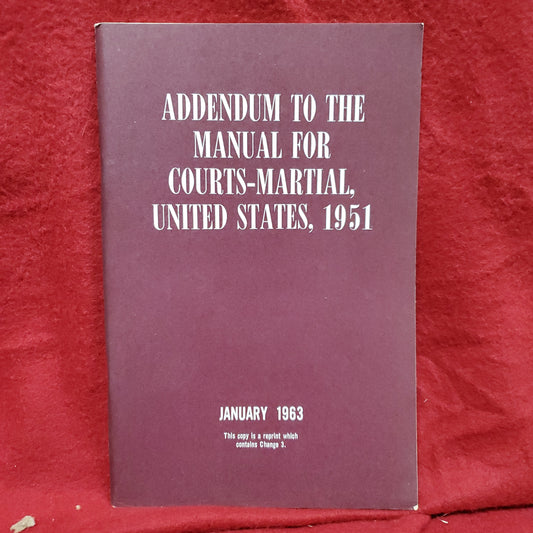 ADDENDUM TO THE
MANUAL FOR
COURTS-MARTIAL,
UNITED STATES, 1951
JANUARY 1963
This copy is a reprint which
contains Change 3.